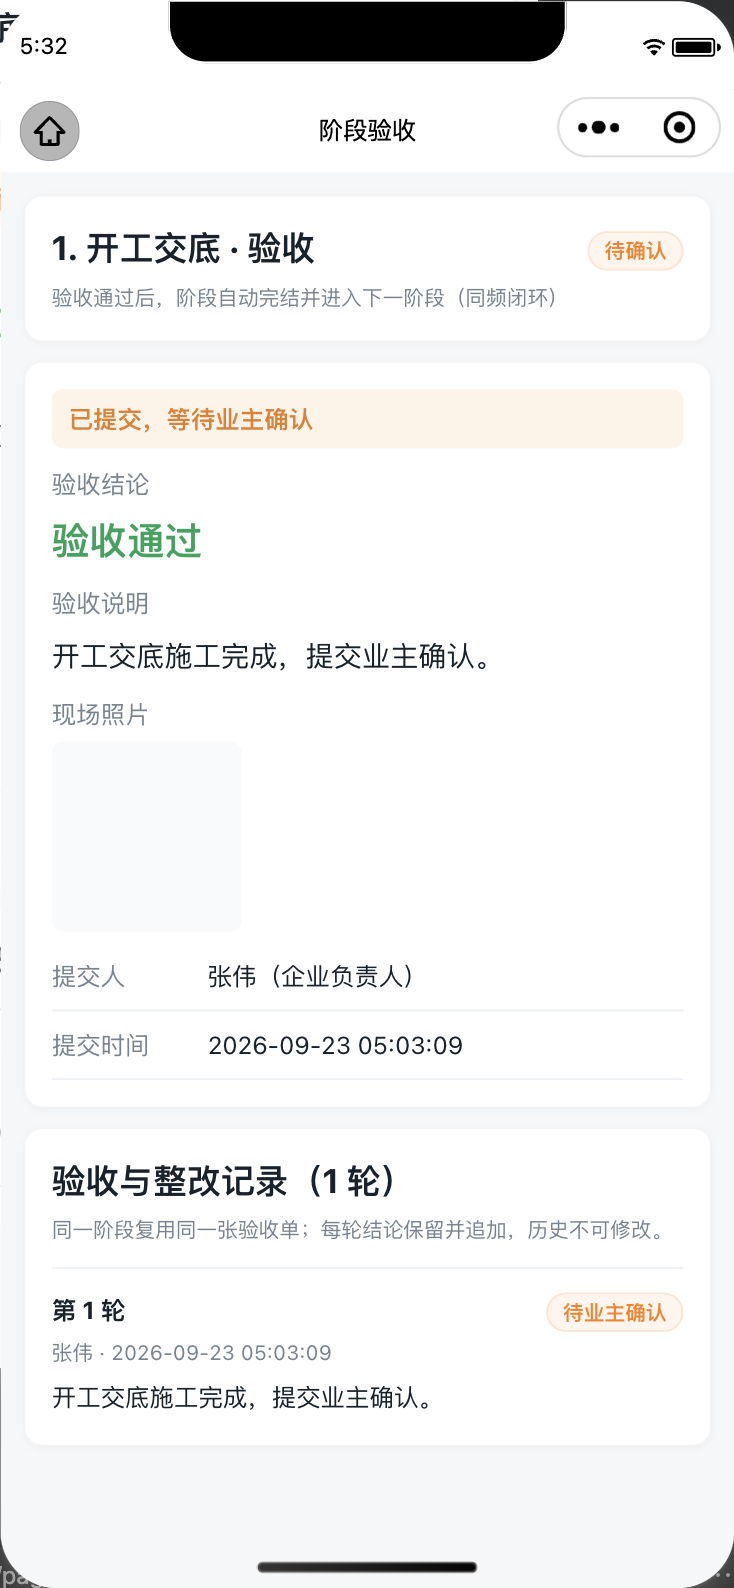 5:32
阶段验收
1. 开工交底 · 验收
待确认
验收通过后，阶段自动完结并进入下一阶段（同频闭环）
已提交，等待业主确认
验收结论
验收通过
验收说明
开工交底施工完成，提交业主确认。
现场照片
提交人 张伟（企业负责人）
提交时间 2026-09-23 05:03:09
验收与整改记录（1 轮）
同一阶段复用同一张验收单；每轮结论保留并追加，历史不可修改。
第 1 轮
待业主确认
张伟 · 2026-09-23 05:03:09
开工交底施工完成，提交业主确认。